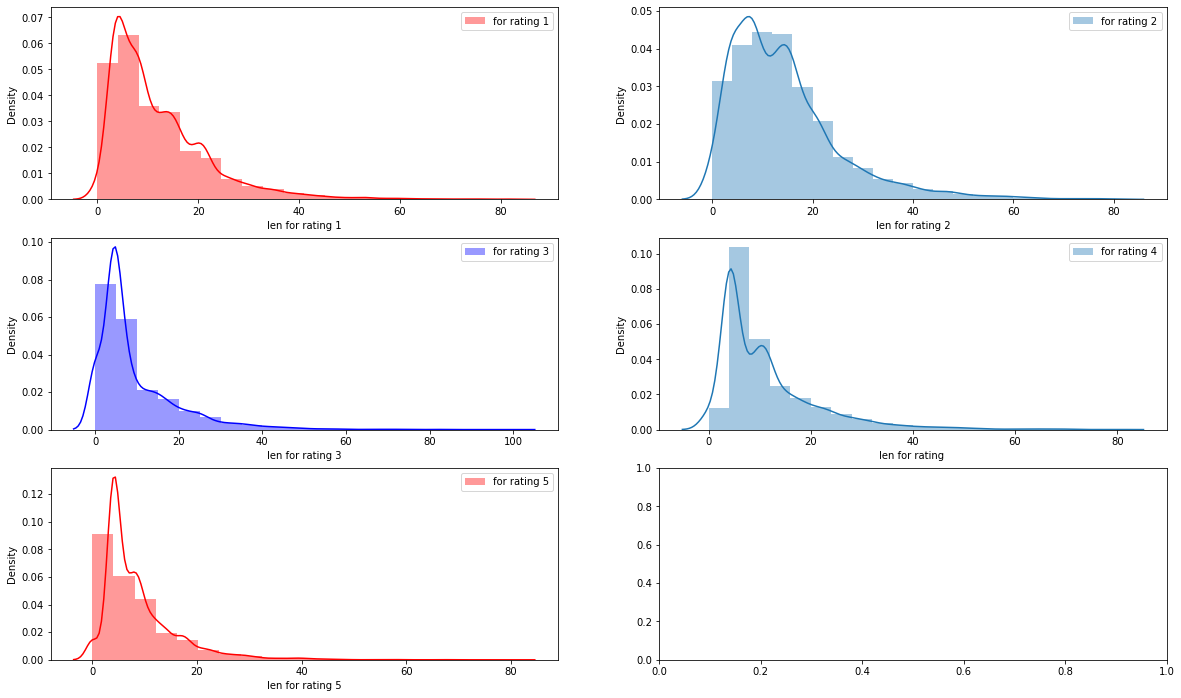 0.07
0.06
0.05
0.04
0.03
0.02
0.01
0.00
Density
for rating 1
0 20 40 60 80
len for rating 1
0.05
0.04
0.03
0.02
0.01
0.00
Density
for rating 2
0 20 40 60 80
len for rating 2
0.10
0.08
0.06
0.04
0.02
0.00
Density
for rating 3
0 20 40 60 80 100
len for rating 3
0.10
0.08
0.06
0.04
0.02
0.00
Density
for rating 4
0 20 40 60 80
len for rating
0.12
0.10
0.08
0.06
0.04
0.02
0.00
Density
for rating 5
0 20 40 60 80
len for rating 5
1.0
0.8
0.6
0.4
0.2
0.0
0.0 0.2 0.4 0.6 0.8 1.0